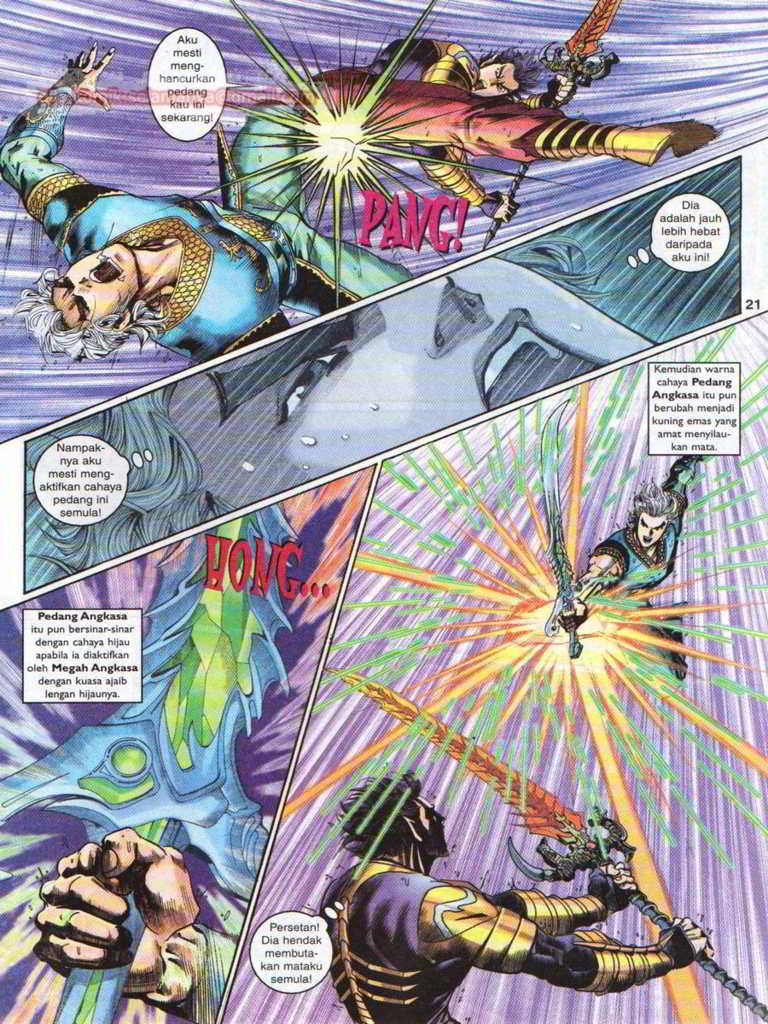 Aku
mesti
meng-
hancurkan
pedang
kau ini
sekarang!
PANG!
Dia
adalah jauh
lebih hebat
daripada
aku ini!
21
Nampak-
nya aku
mesti meng-
aktifkan cahaya
pedang ini
semula!
Kemudian warna
cahaya Pedang
Angkasa itu pun
berubah menjadi
kuning emas yang
amat menyilau-
kan mata.
HONG...
Pedang Angkasa
itu pun bersinar-sinar
dengan cahaya hijau
apabila ia diaktifkan
oleh Megah Angkasa
dengan kuasa ajaib
lengan hijaunya.
Persetan!
Dia hendak
membuta-
kan mataku
semula!